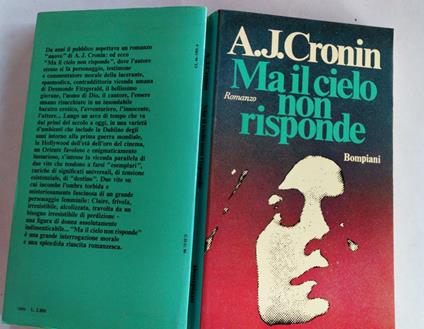 Da anni il pubblico aspettava un romanzo
"nuovo" di A. J. Cronin: ed ecco
"Ma il cielo non risponde", dove l'autore
stesso si fa personaggio, testimone
e commentatore morale della lacerante,
spasmodica, contraddittoria vicenda umana
di Desmonde Fitzgerald, il bellissimo
giovane, l'uomo di Dio, il cantore, l'essere
umano risucchiato in un insondabile
baratro erotico, l'avventuriero, l'innocente,
l'attore... Lungo un arco di tempo che va
dai primi del secolo a oggi, in una varietà
d'ambienti che include la Dublino degli
anni intorno alla prima guerra mondiale,
la Hollywood dell'età dell'oro del cinema,
un Oriente favoloso e enigmaticamente
lussurioso, s'intesse la vicenda parallela di
due vite che tendono a farsi "esemplari",
cariche di significati universali, di tensione
esistenziale, di "destino". Due vite su
cui incombe l'ombra torbida e
misteriosamente fascinosa di un grande
personaggio femminile: Claire, frivola,
irresistibile, alcolizzata, travolta da un
bisogno irresistibile di perdizione -
una figura di donna assolutamente
indimenticabile... "Ma il cielo non risponde"
è una grande interrogazione morale
e una splendida riuscita romanzesca.
A.J. Cronin
Ma il cielo
Romanzo
non
risponde
Bompiani